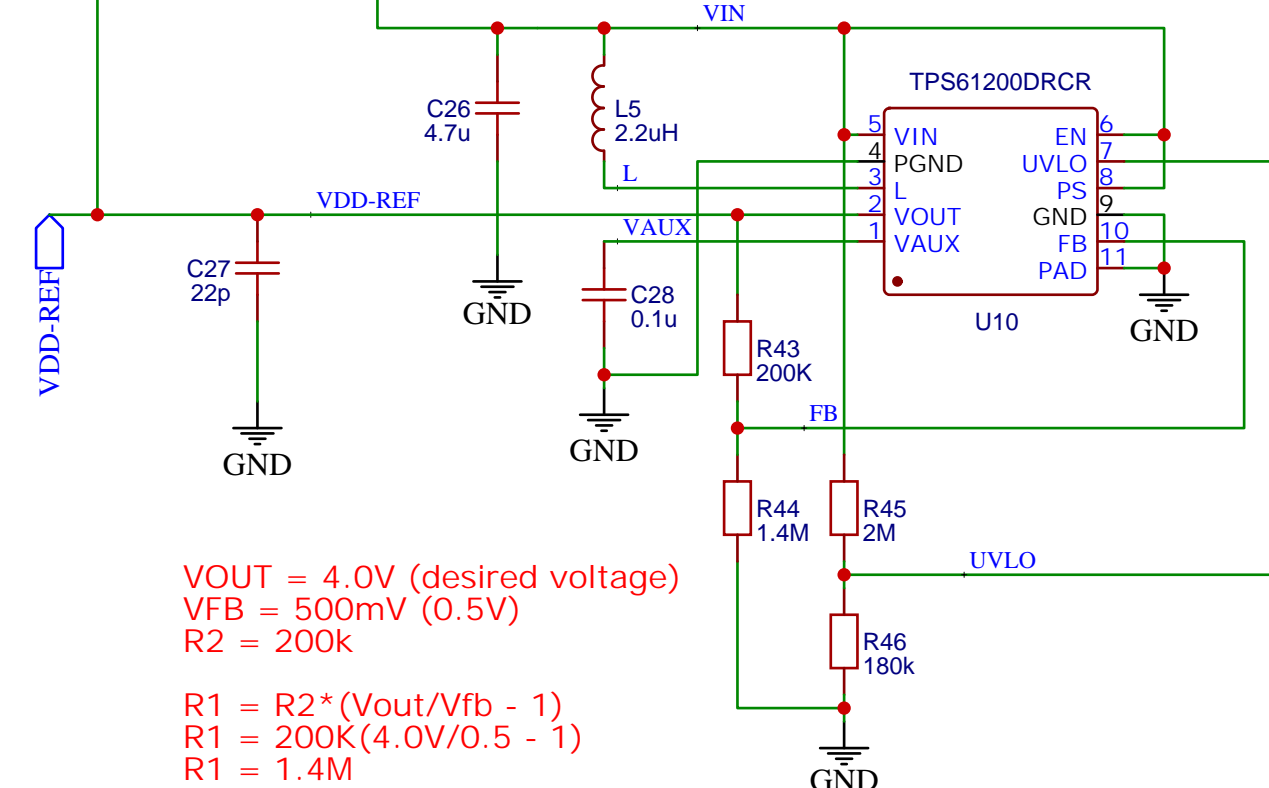 VIN
TPS61200DRCR
C26
4.7u
L5
2.2uH
5
VIN
EN
6
4
PGND
UVLO
7
L
3
L
PS
8
VDD-REF
2
VOUT
GND
9
VAUX
1
VAUX
FB
10
PAD
11
C27
22p
VDD-REF
GND
C28
0.1u
U10
GND
R43
200K
FB
GND
GND
R44
1.4M
R45
2M
UVLO
VOUT = 4.0V (desired voltage)
VFB = 500mV (0.5V)
R2 = 200k
R46
180k
R1 = R2*(Vout/Vfb - 1)
R1 = 200K(4.0V/0.5 - 1)
R1 = 1.4M
GND